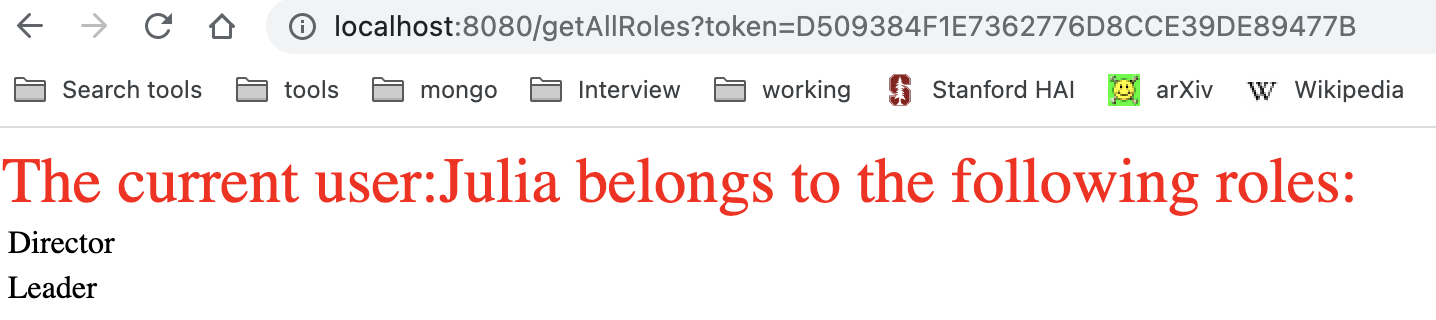 localhost:8080/getAllRoles?token=D509384F1E7362776D8CCE39DE89477B
Search tools tools mongo Interview working Stanford HAI arXiv Wikipedia
The current user:Julia belongs to the following roles:
Director
Leader